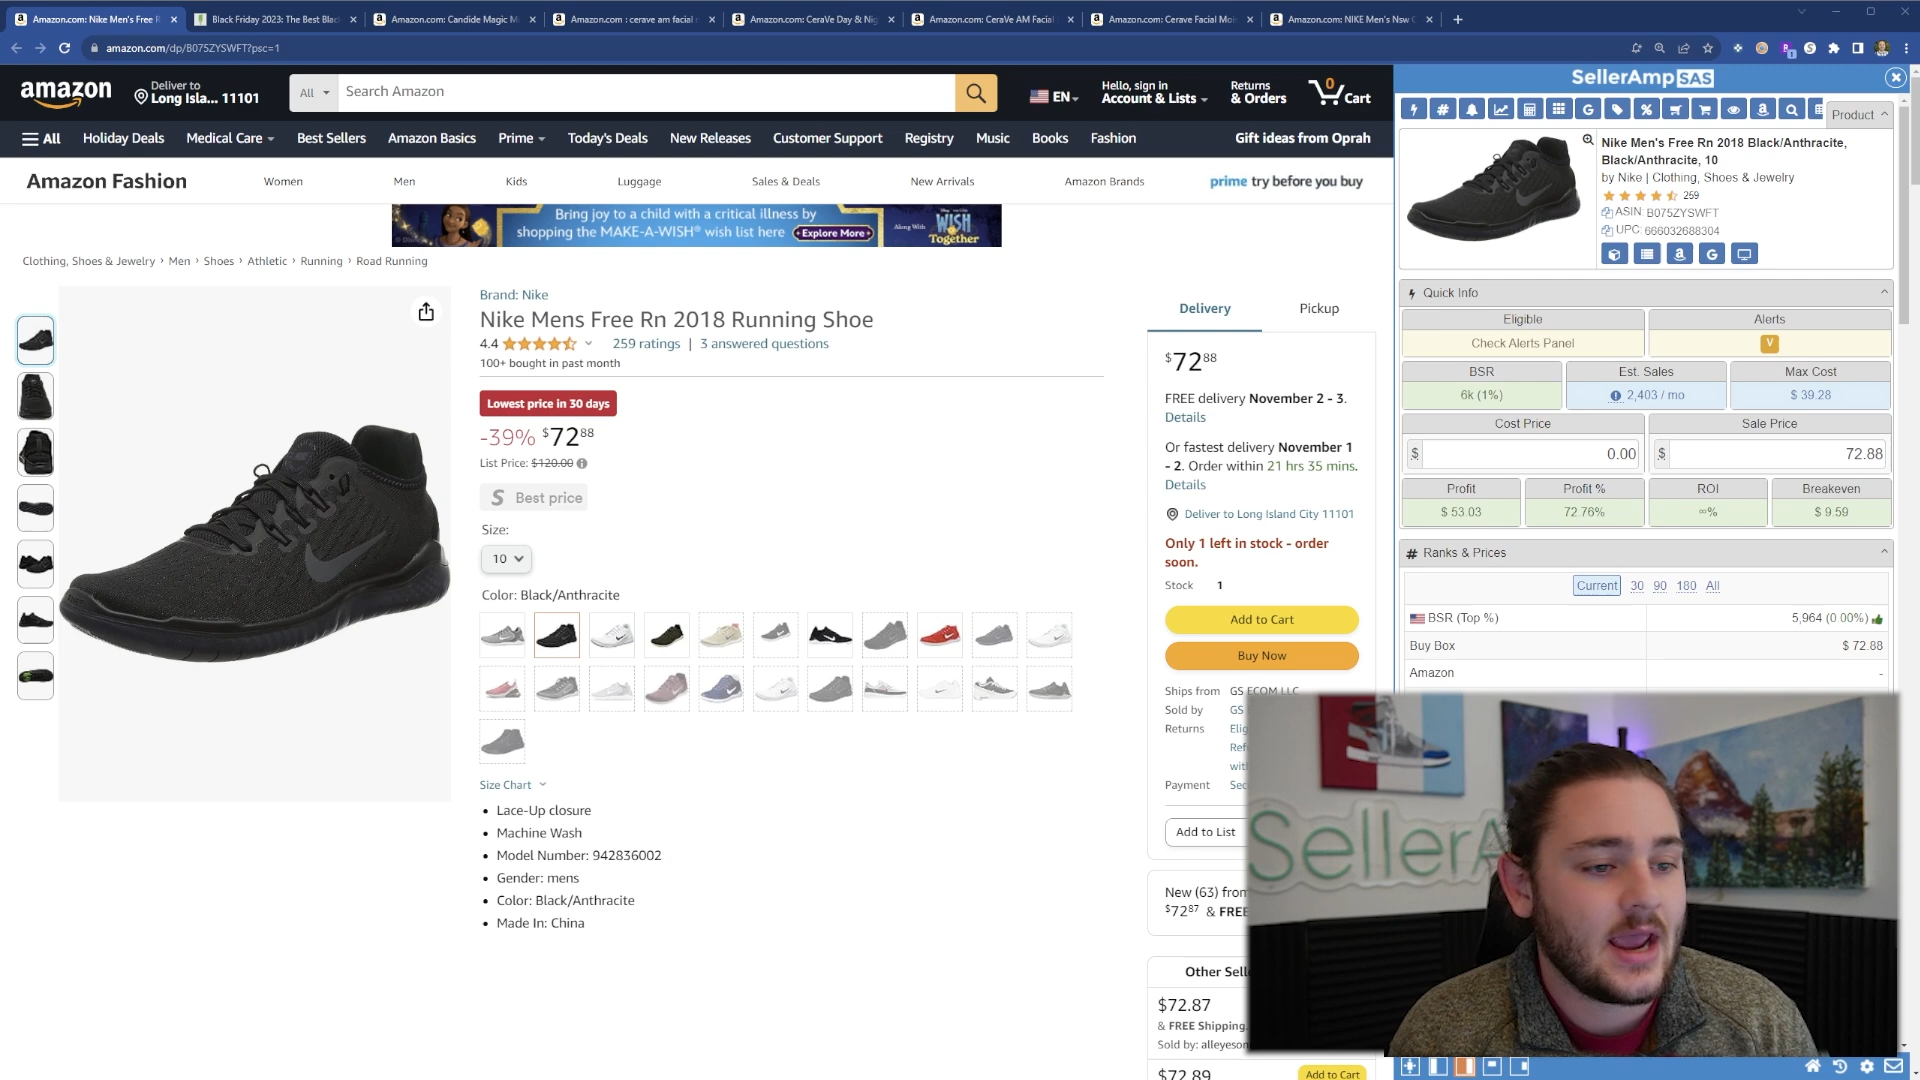 Amazon.com: Nike Men's Free R
Black Friday 2023: The Best Blac
Amazon.com: Candide Magic M
Amazon.com : cerave am facial
Amazon.com: CeraVe Day & Nig
Amazon.com: CeraVe AM Facial
Amazon.com: Cerave Facial Moi
Amazon.com: NIKE Men's Nsw
amazon.com/dp/B075ZYSWFT?psc=1
amazon
Deliver to
Long Isla... 11101
All
Search Amazon
EN
Hello, sign in
Account & Lists
Returns
& Orders
0
Cart
All
Holiday Deals
Medical Care
Best Sellers
Amazon Basics
Prime
Today's Deals
New Releases
Customer Support
Registry
Music
Books
Fashion
Gift ideas from Oprah
Amazon Fashion
Women
Men
Kids
Luggage
Sales & Deals
New Arrivals
Amazon Brands
prime try before you buy
Bring joy to a child with a critical illness by
shopping the MAKE-A-WISH® wish list here
Explore More
Along With
WISH
Together
Clothing, Shoes & Jewelry › Men › Shoes › Athletic › Running › Road Running
Brand: Nike
Nike Mens Free Rn 2018 Running Shoe
4.4
259 ratings | 3 answered questions
100+ bought in past month
Lowest price in 30 days
-39% $72 88
List Price: $120.00
S Best price
Size:
10
Color: Black/Anthracite
Size Chart
• Lace-Up closure
• Machine Wash
• Model Number: 942836002
• Gender: mens
• Color: Black/Anthracite
• Made In: China
Delivery
Pickup
$72 88
FREE delivery November 2 - 3.
Details
Or fastest delivery November 1
- 2. Order within 21 hrs 35 mins.
Details
Deliver to Long Island City 11101
Only 1 left in stock - order
soon.
Stock 1
Add to Cart
Buy Now
Ships from GS ECOM LLC
Sold by GS
Returns Elig
Ref
with
Payment Sec
Add to List
New (63) from
$72 87 & FREE
Other Sell
$72.87
& FREE Shipping.
Sold by: alleyeson
$72.89
Add to Cart
SellerAmp SAS
Product
Nike Men's Free Rn 2018 Black/Anthracite,
Black/Anthracite, 10
by Nike | Clothing, Shoes & Jewelry
259
ASIN: B075ZYSWFT
UPC: 666032688304
Quick Info
Eligible
Alerts
Check Alerts Panel
V
BSR
Est. Sales
Max Cost
6k (1%)
2,403 / mo
$ 39.28
Cost Price
Sale Price
$ 0.00
$ 72.88
Profit
Profit %
ROI
Breakeven
$ 53.03
72.76%
∞%
$ 9.59
# Ranks & Prices
Current 30 90 180 All
BSR (Top %) 5,964 (0.00%)
Buy Box $ 72.88
Amazon -
SellerA